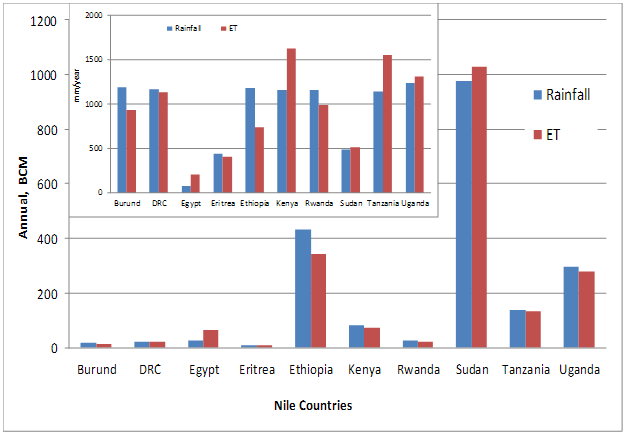 1200
1000
800
600
400
200
0
Annual, BCM
Burund DRC Egypt Eritrea Ethiopia Kenya Rwanda Sudan Tanzania Uganda
Nile Countries
Rainfall
ET
2000
1500
1000
500
0
mm/year
Rainfall ET
Burund DRC Egypt Eritrea Ethiopia Kenya Rwanda Sudan Tanzania Uganda